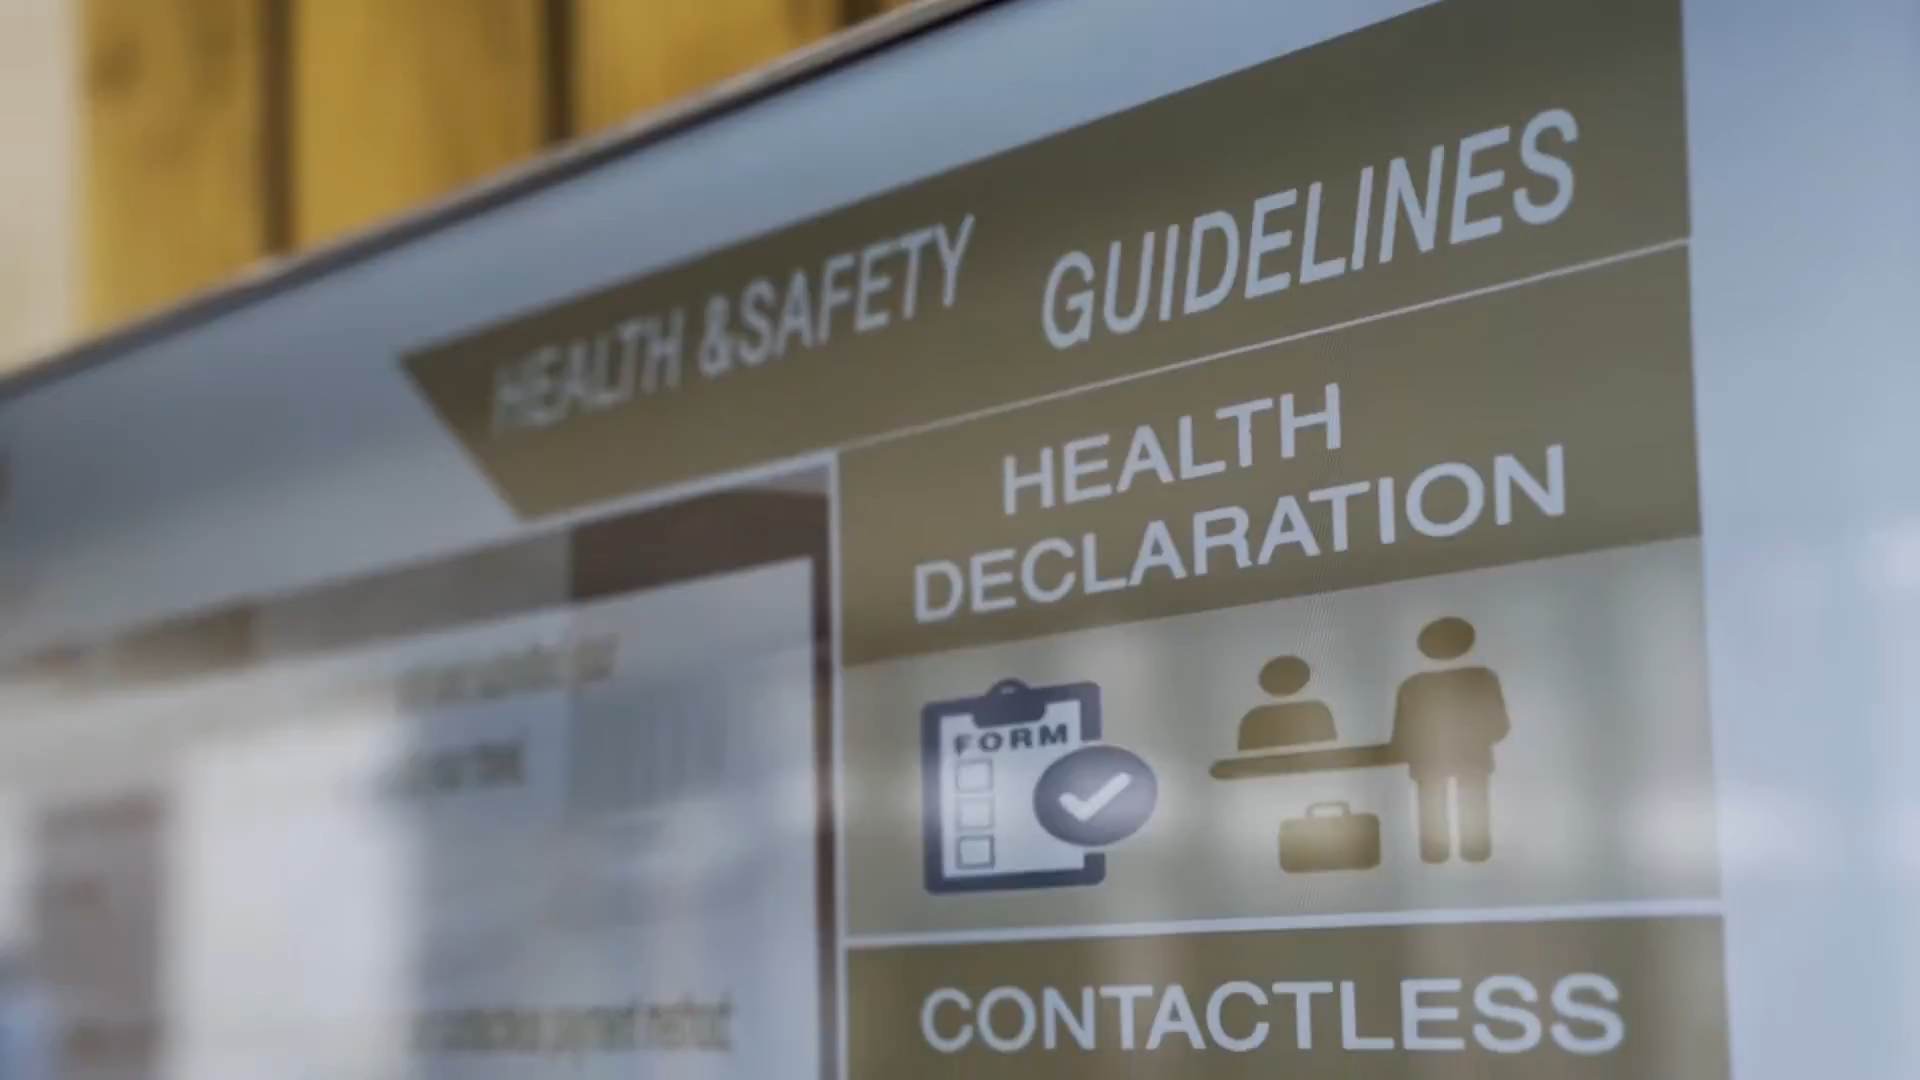 HEALTH &SAFETY GUIDELINES
HEALTH
DECLARATION
FORM
CONTACTLESS